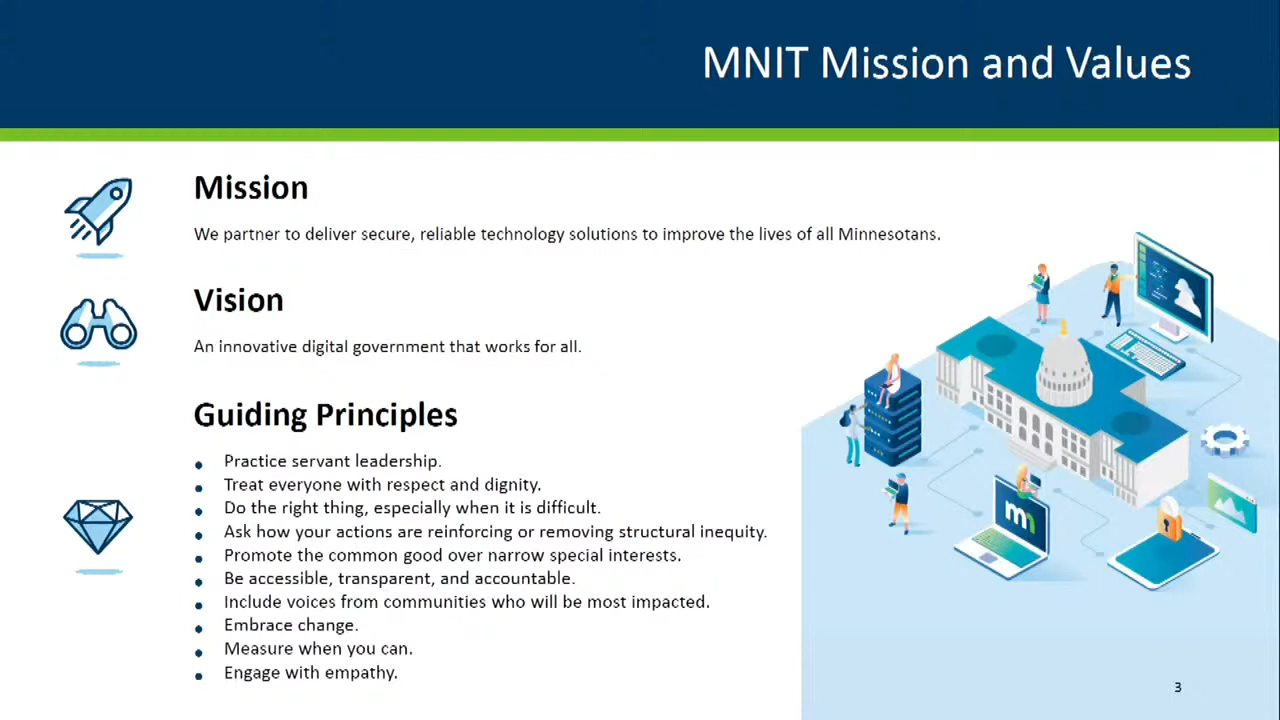 MNIT Mission and Values
Mission
We partner to deliver secure, reliable technology solutions to improve the lives of all Minnesotans.
Vision
An innovative digital government that works for all.
Guiding Principles
Practice servant leadership.
Treat everyone with respect and dignity.
Do the right thing, especially when it is difficult.
Ask how your actions are reinforcing or removing structural inequity.
Promote the common good over narrow special interests.
Be accessible, transparent, and accountable.
Include voices from communities who will be most impacted.
Embrace change.
Measure when you can.
Engage with empathy.
mn
3